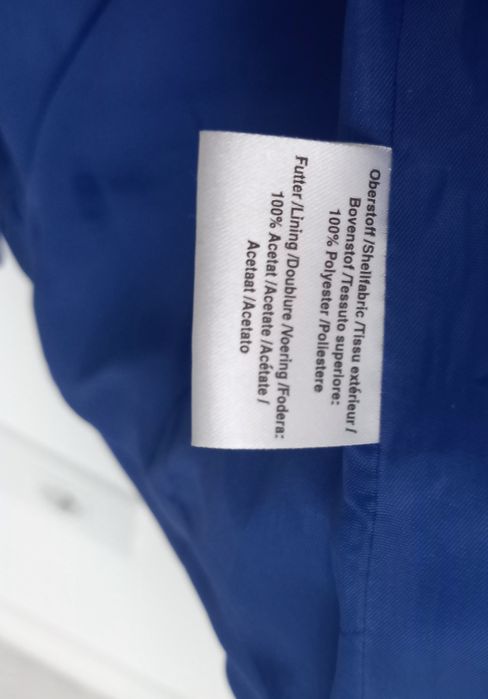 Oberstoff /Shellfabric /Tissu extérieur /
Bovenstof /Tessuto superiore:
100% Polyester /Poliestere
Futter /Lining /Doublure /Voering /Fodera:
100% Acetat /Acetate /Acétate /
Acetaat /Acetato